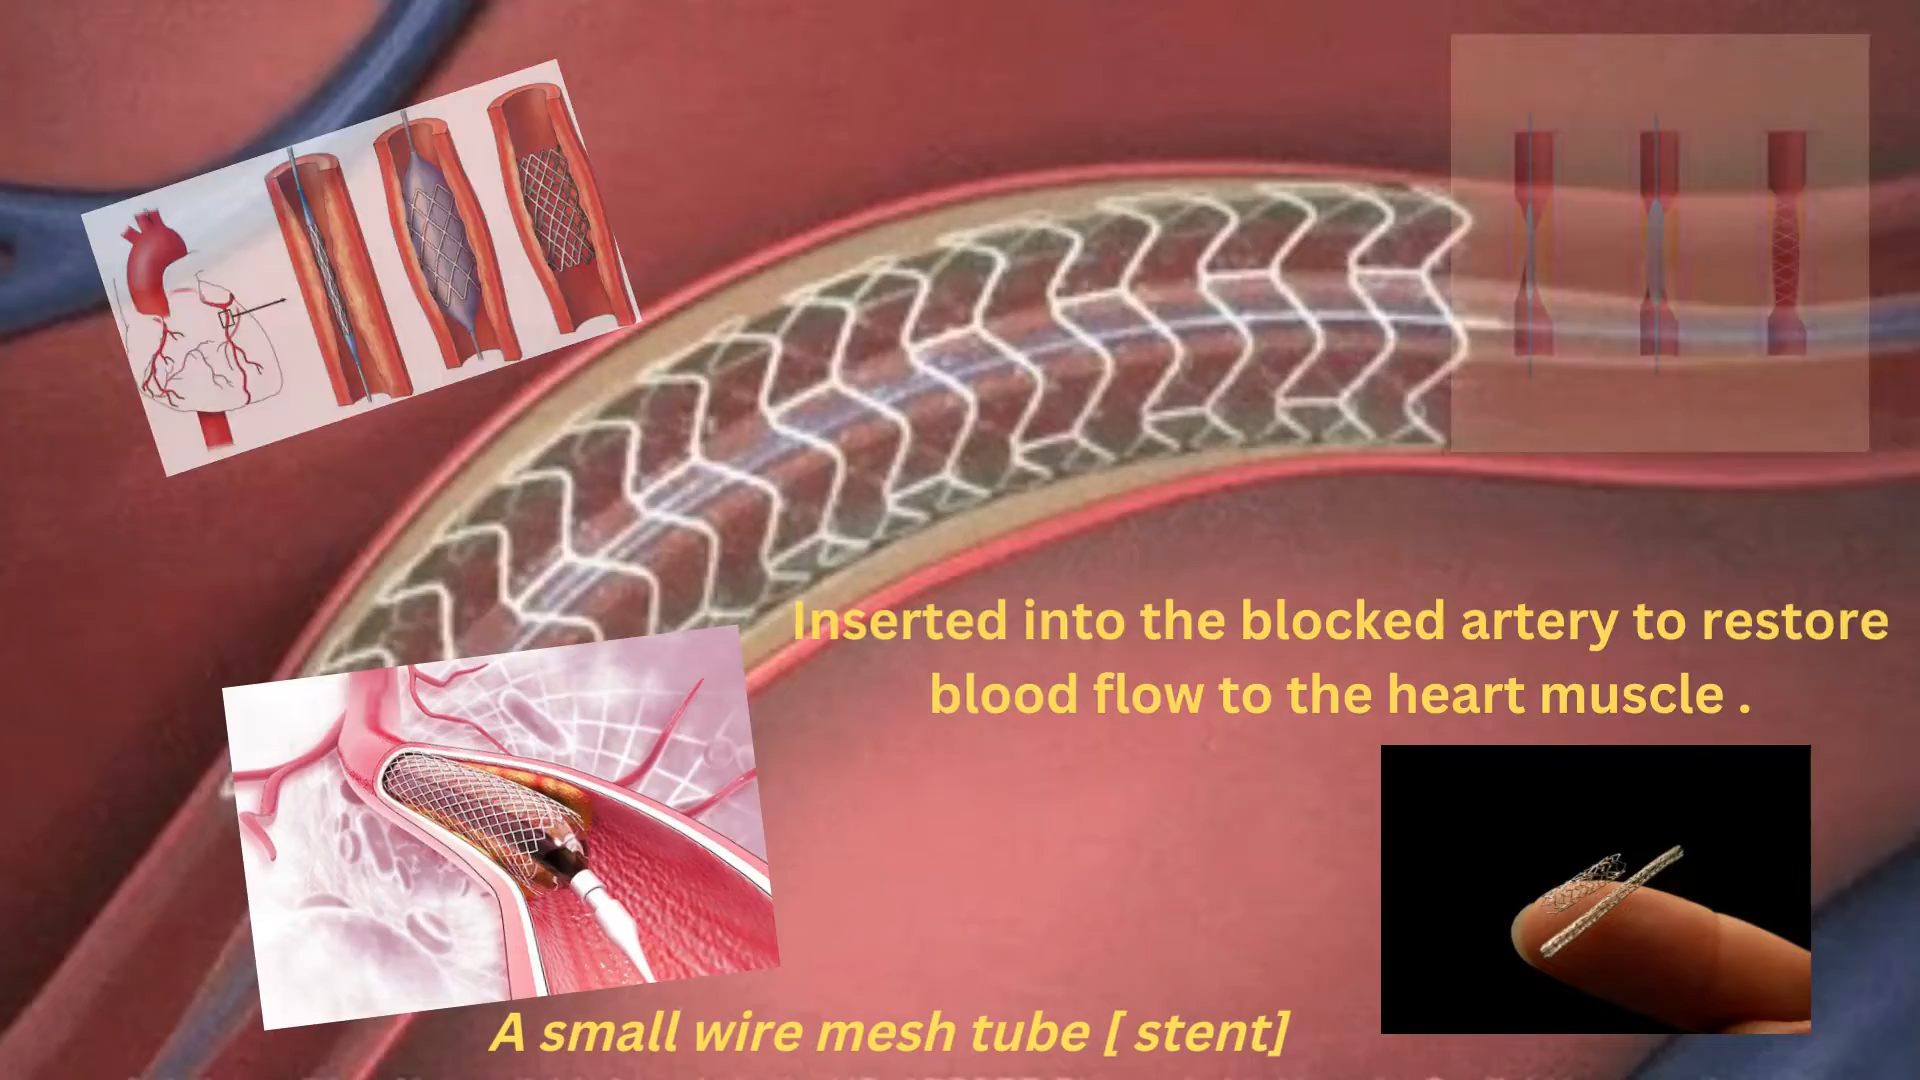 Inserted into the blocked artery to restore
blood flow to the heart muscle .
A small wire mesh tube [ stent]